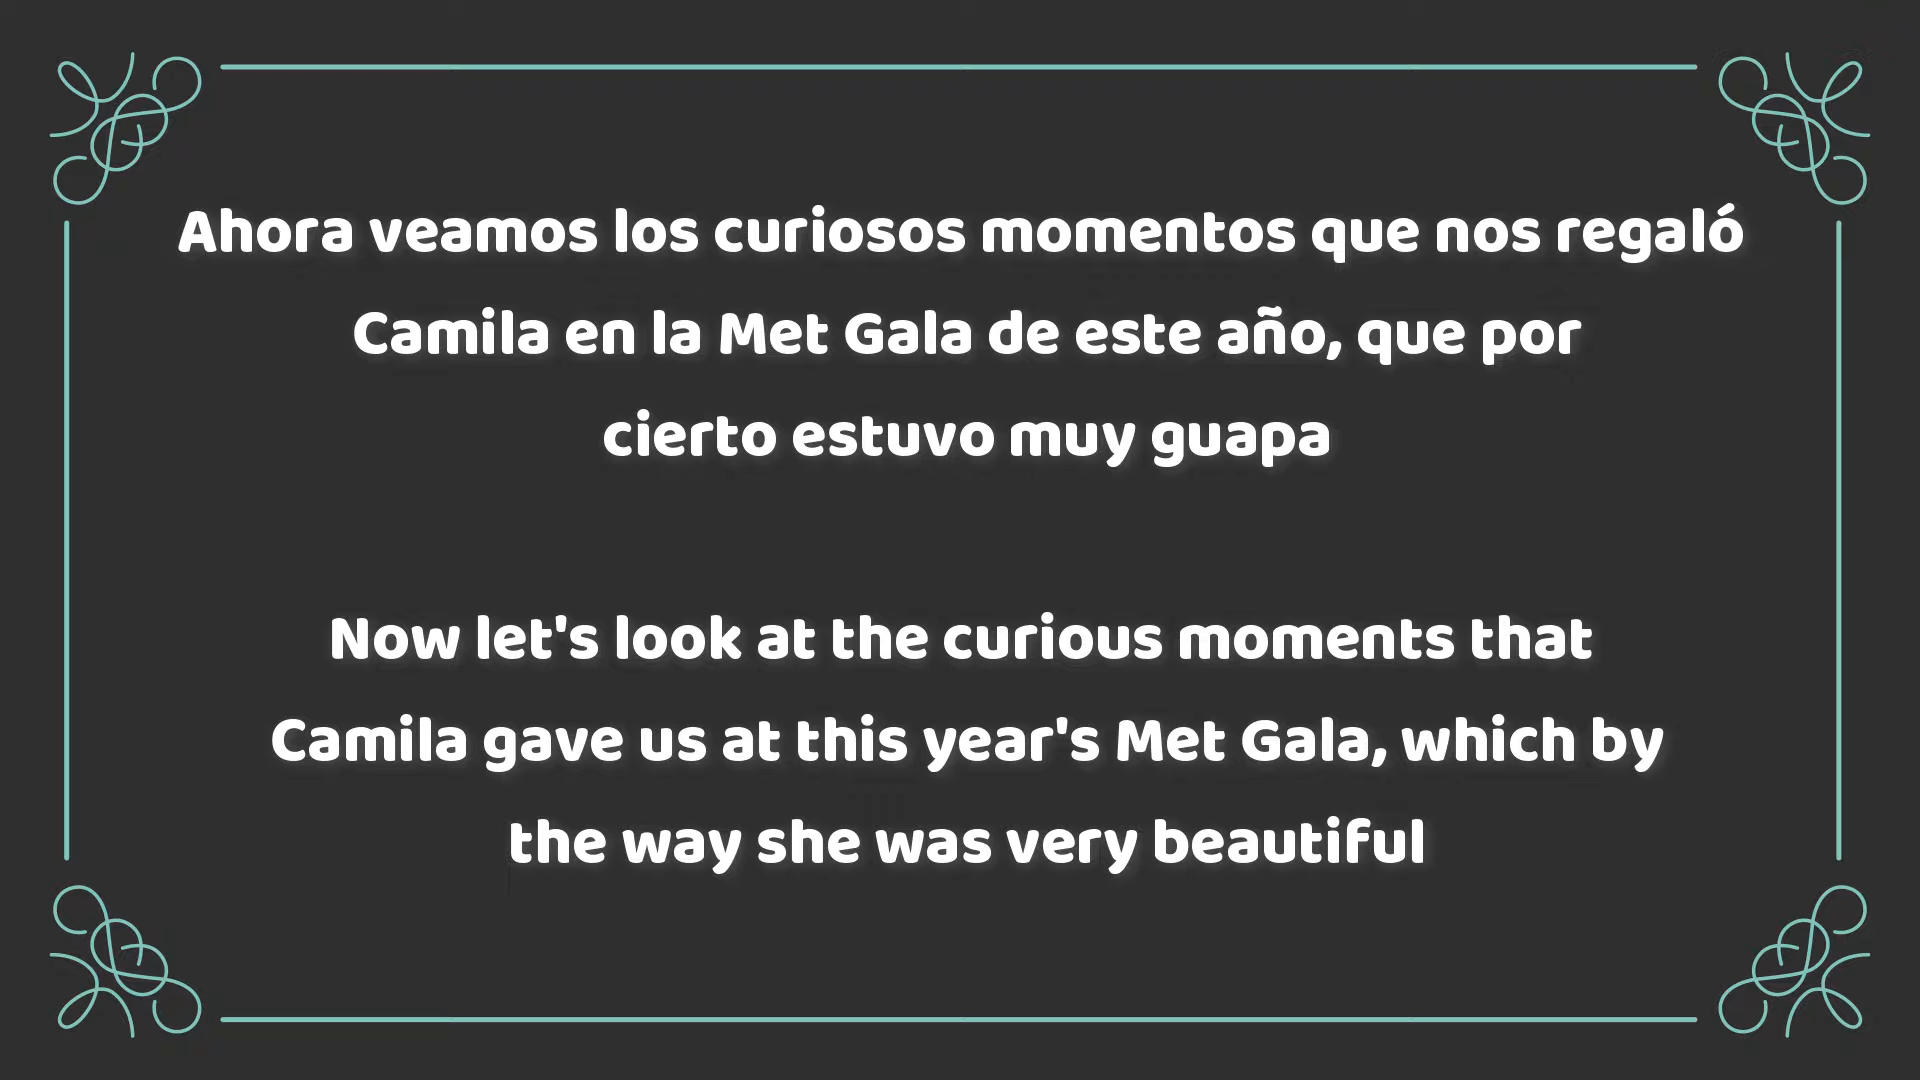 Ahora veamos los curiosos momentos que nos regaló
Camila en la Met Gala de este año, que por
cierto estuvo muy guapa
Now let's look at the curious moments that
Camila gave us at this year's Met Gala, which by
the way she was very beautiful